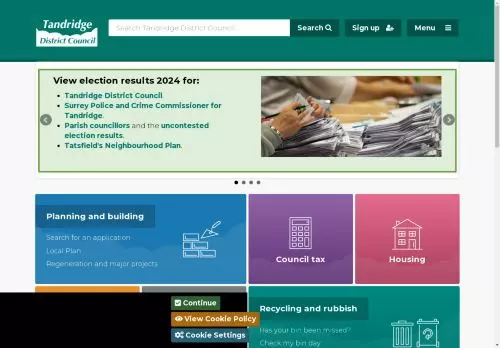 Tandridge
District Council
Search Tandridge District Council
Search
Sign up
Menu
View election results 2024 for:
Tandridge District Council.
Surrey Police and Crime Commissioner for
Tandridge.
Parish councillors and the uncontested
election results.
Tatsfield's Neighbourhood Plan.
Planning and building
Search for an application
Local Plan
Regeneration and major projects
Council tax
Housing
Continue
View Cookie Policy
Cookie Settings
Recycling and rubbish
Has your bin been missed?
Check my bin day